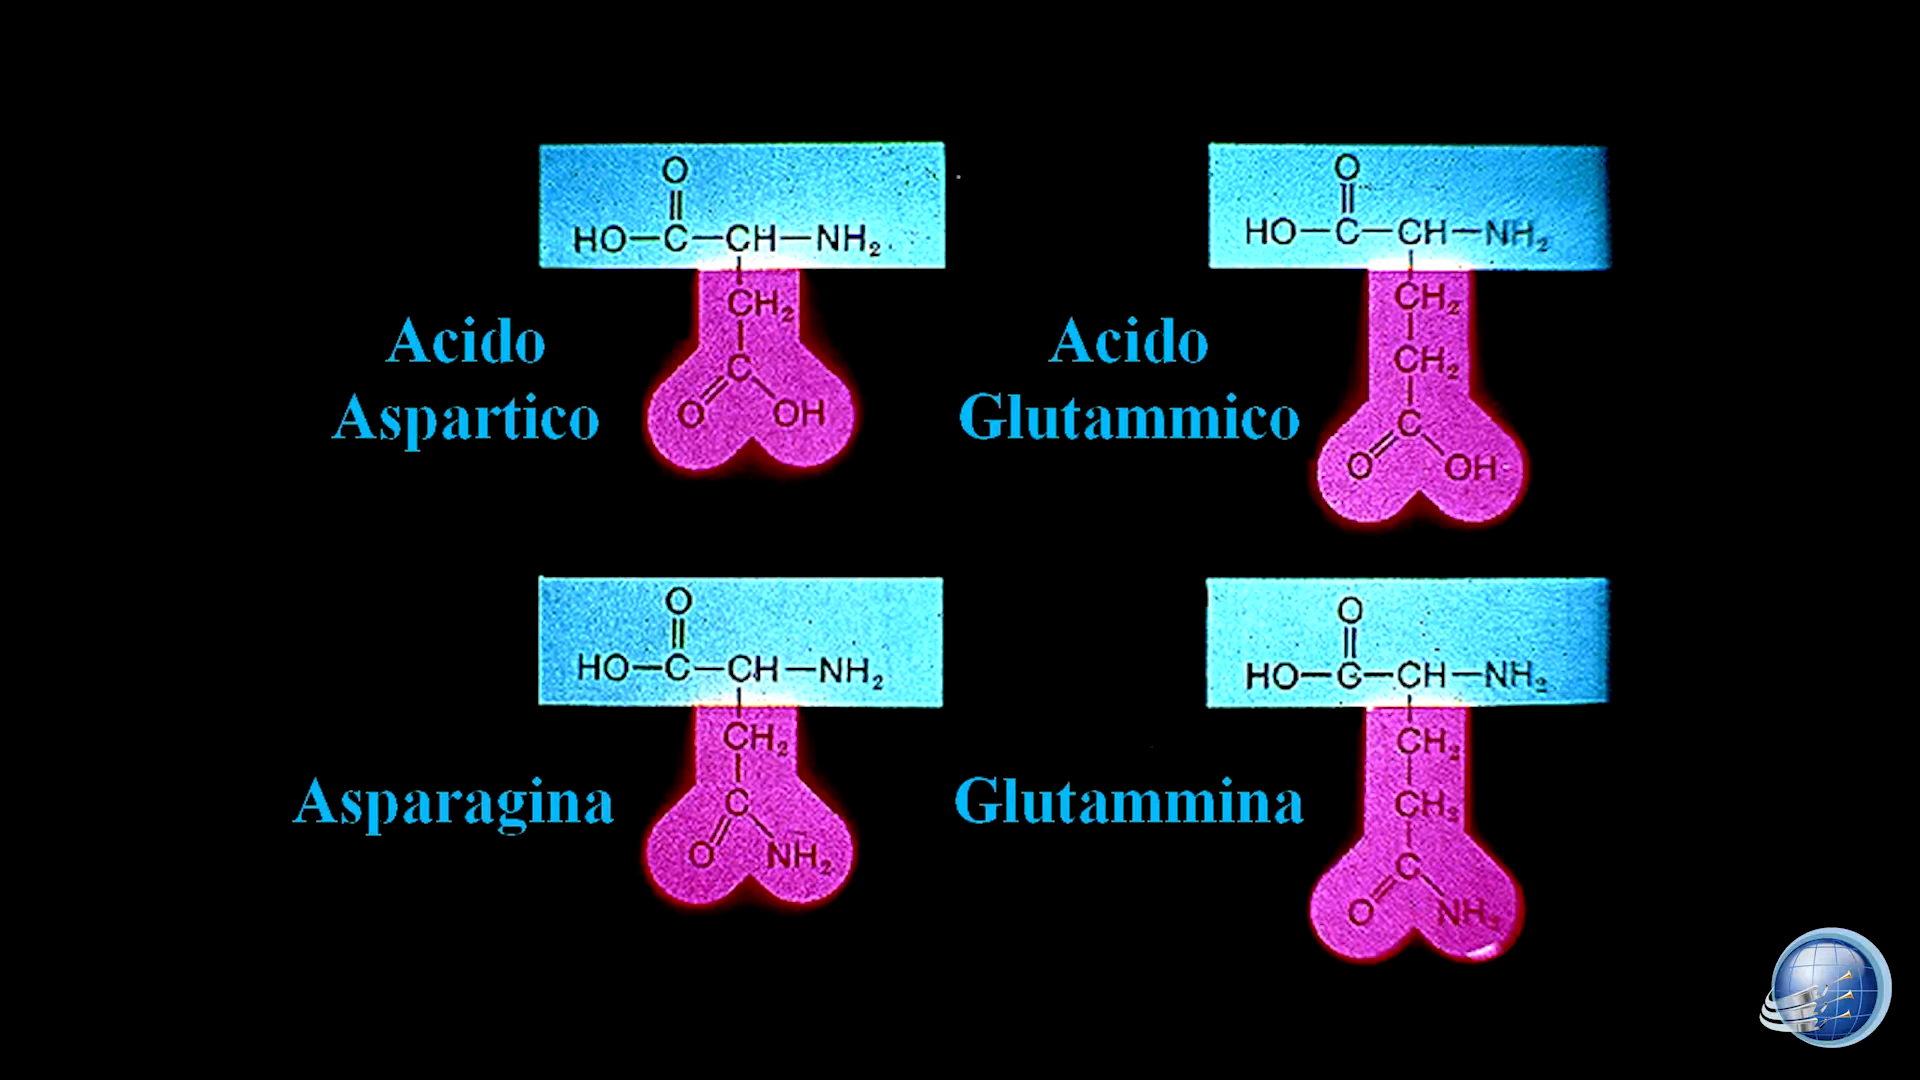 O
HO—C—CH—NH₂
CH₂
C
O OH
Acido
Aspartico
O
HO—C—CH—NH₂
CH₂
CH₂
C
O OH
Acido
Glutammico
O
HO—C—CH—NH₂
CH₂
C
O NH₂
Asparagina
O
HO—C—CH—NH₂
CH₂
CH₂
C
O NH₂
Glutammina